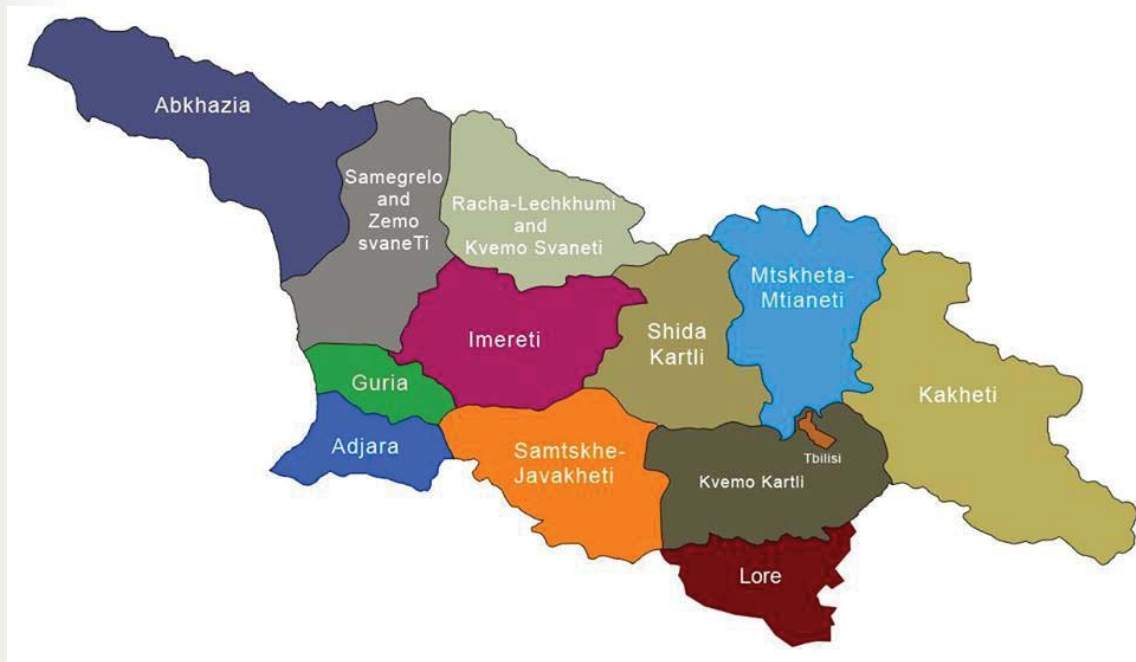 Abkhazia
Samegrelo
and
Zemo
svaneTi
Racha-Lechkhumi
and
Kvemo Svaneti
Mtskheta-
Mtianeti
Imereti
Shida
Kartli
Guria
Kakheti
Adjara
Samtskhe-
Javakheti
Tbilisi
Kvemo Kartli
Lore